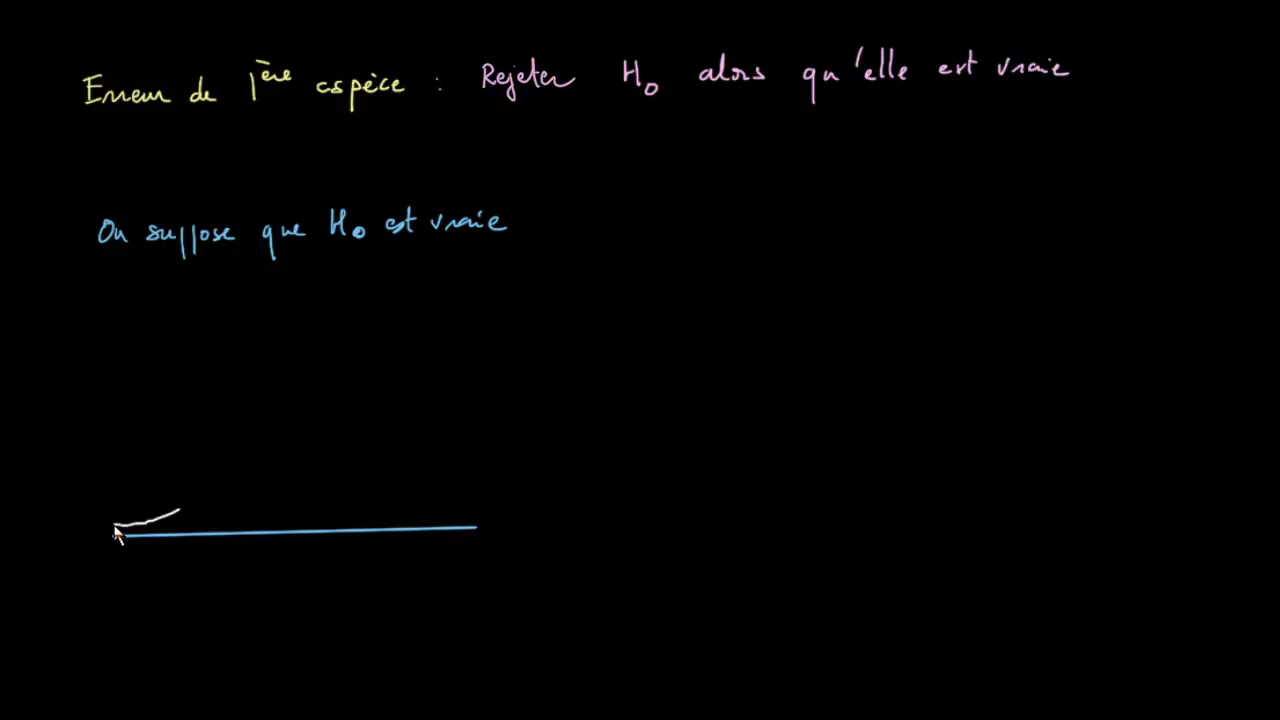 Erreur de 1ère espèce : Rejeter H₀ alors qu'elle est vraie
On suppose que H₀ est vraie